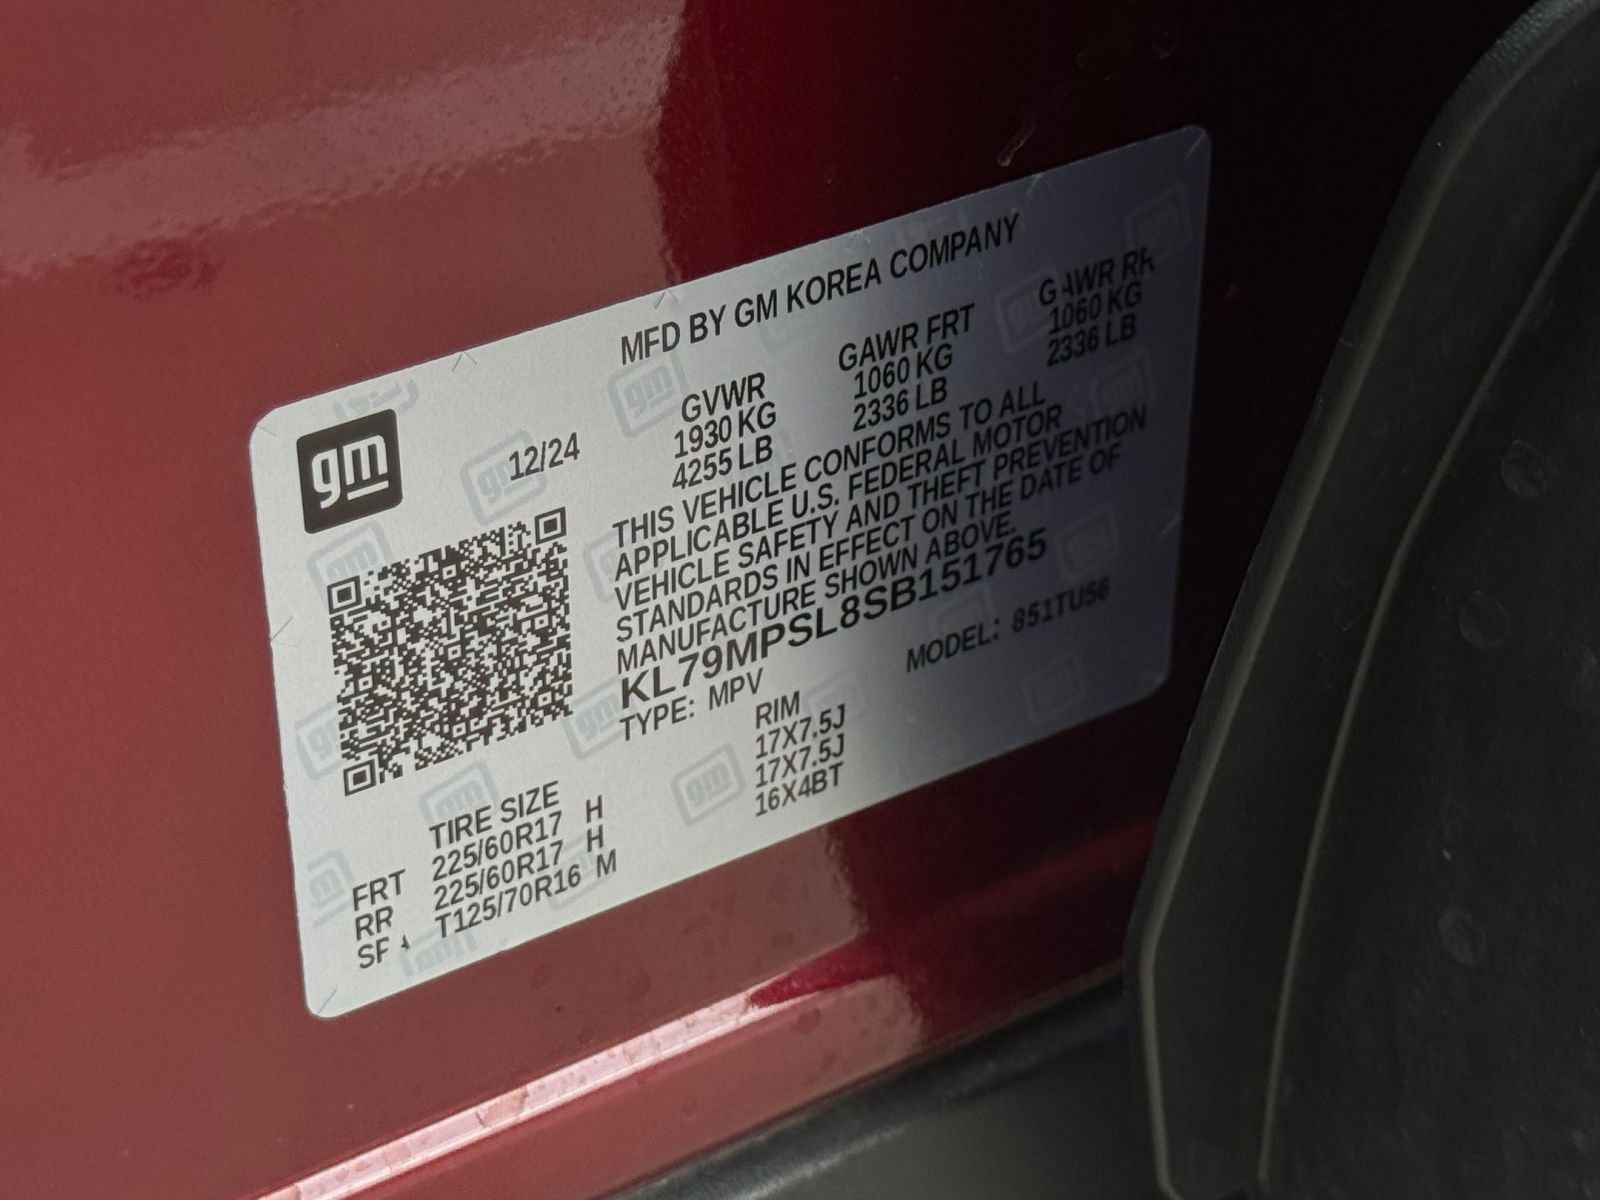 MFD BY GM KOREA COMPANY
gm
12/24
GVWR GAWR FRT GAWR RR
1930 KG 1060 KG 1060 KG
4255 LB 2336 LB 2336 LB
THIS VEHICLE CONFORMS TO ALL
APPLICABLE U.S. FEDERAL MOTOR
VEHICLE SAFETY AND THEFT PREVENTION
STANDARDS IN EFFECT ON THE DATE OF
MANUFACTURE SHOWN ABOVE.
KL79MPSL8SB151765
TYPE: MPV MODEL: 851TU56
TIRE SIZE RIM
FRT 225/60R17 H 17X7.5J
RR 225/60R17 H 17X7.5J
SPA T125/70R16 M 16X4BT